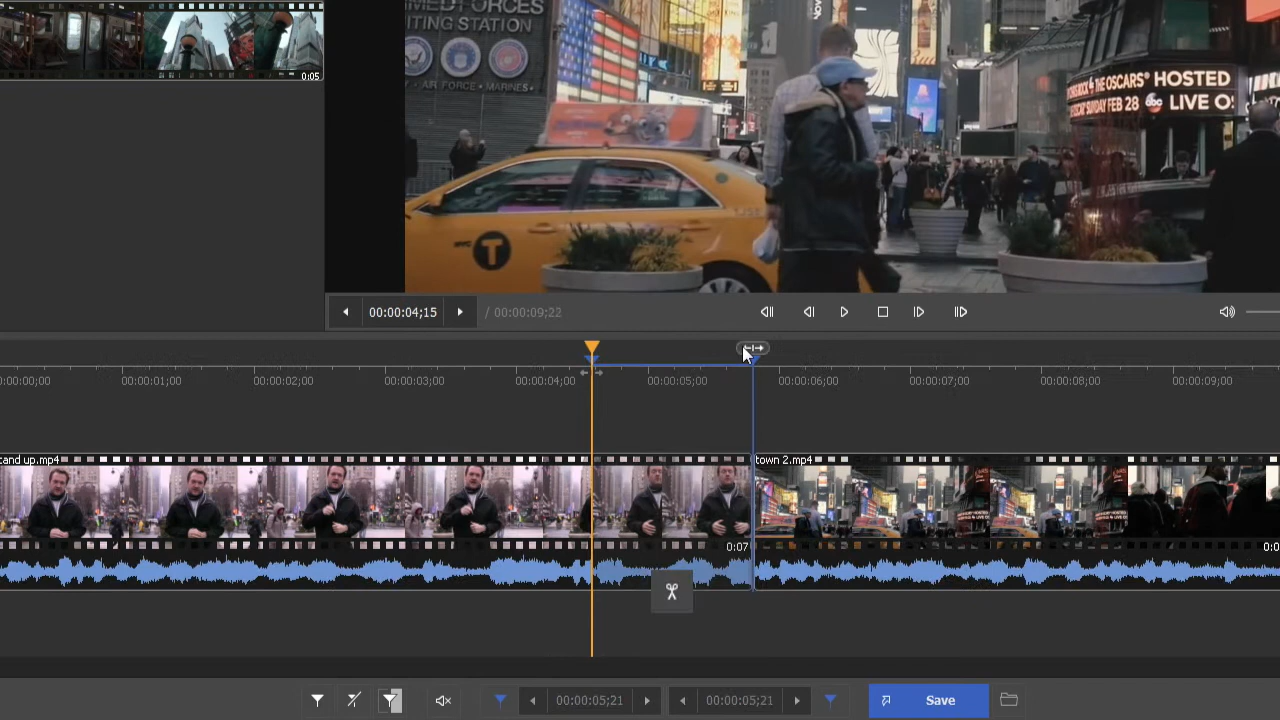 MED FORCES
ITING STATION
AIR FORCE • MARINES
0:05
THE OSCARS® HOSTED
SUNDAY FEB 28 abc LIVE O
NYC T
00:00:04;15
/ 00:00:09;22
0:00:00;00
00:00:01;00
00:00:02;00
00:00:03;00
00:00:04;00
00:00:05;00
00:00:06;00
00:00:07;00
00:00:08;00
00:00:09;00
tand up.mp4
town 2.mp4
0:07
0:0
00:00:05;21
00:00:05;21
Save